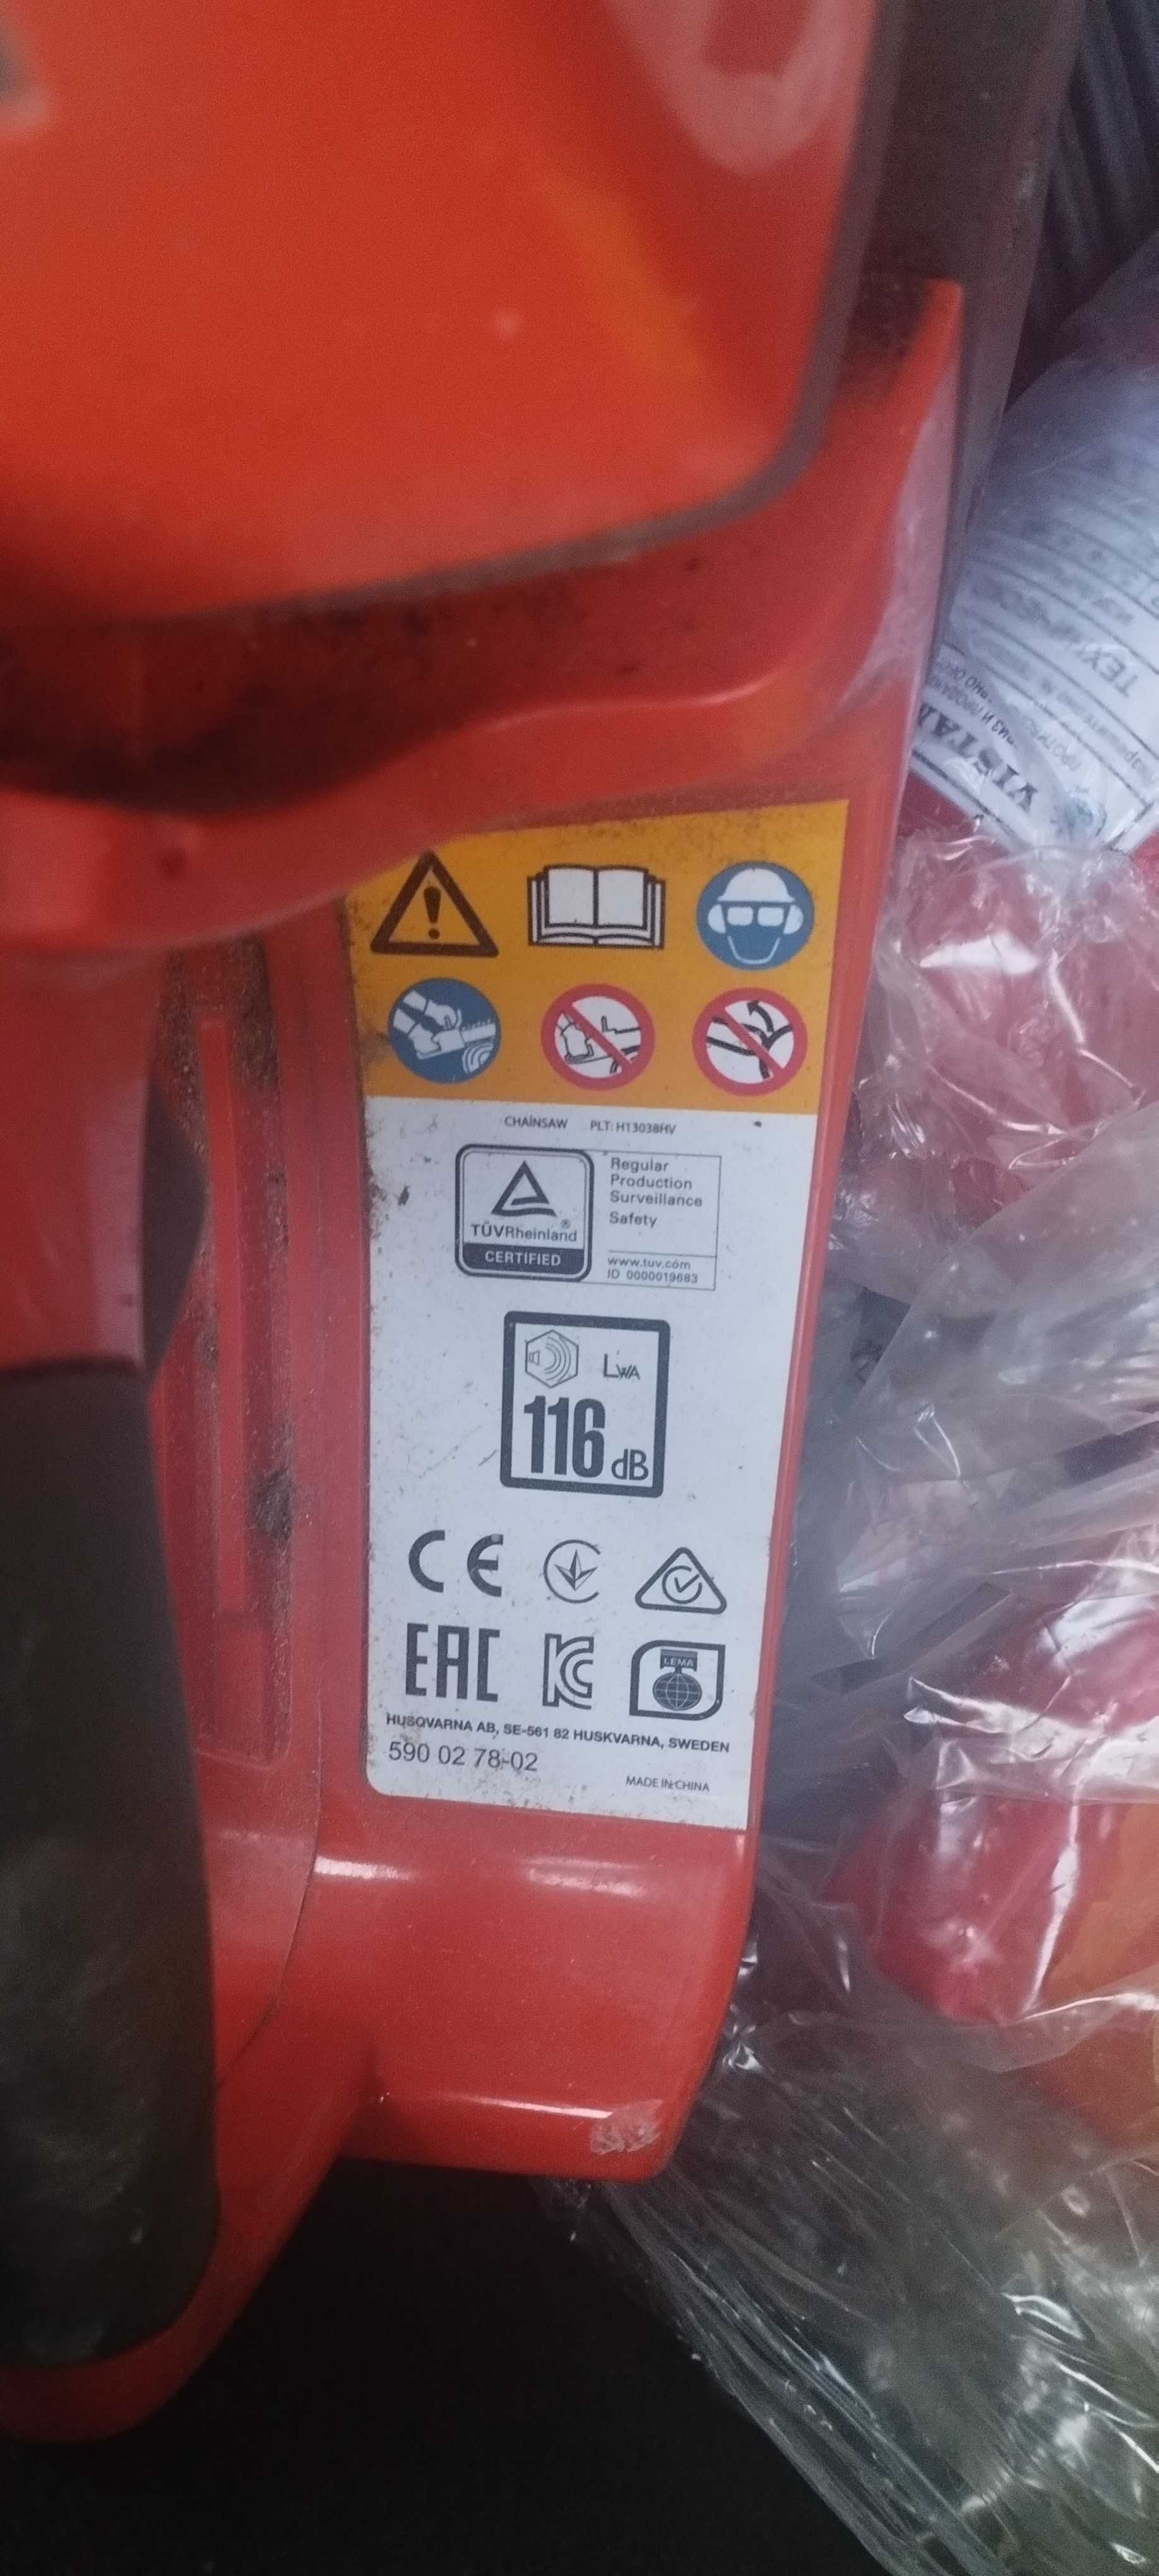 CHAINSAW PLT: H13038HV
TÜVRheinland®
CERTIFIED
Regular
Production
Surveillance
Safety
www.tuv.com
ID 0000019683
LWA
116 dB
CE
EAC
KC
LEMA
HUSQVARNA AB, SE-561 82 HUSKVARNA, SWEDEN
590 02 78-02
MADE IN CHINA